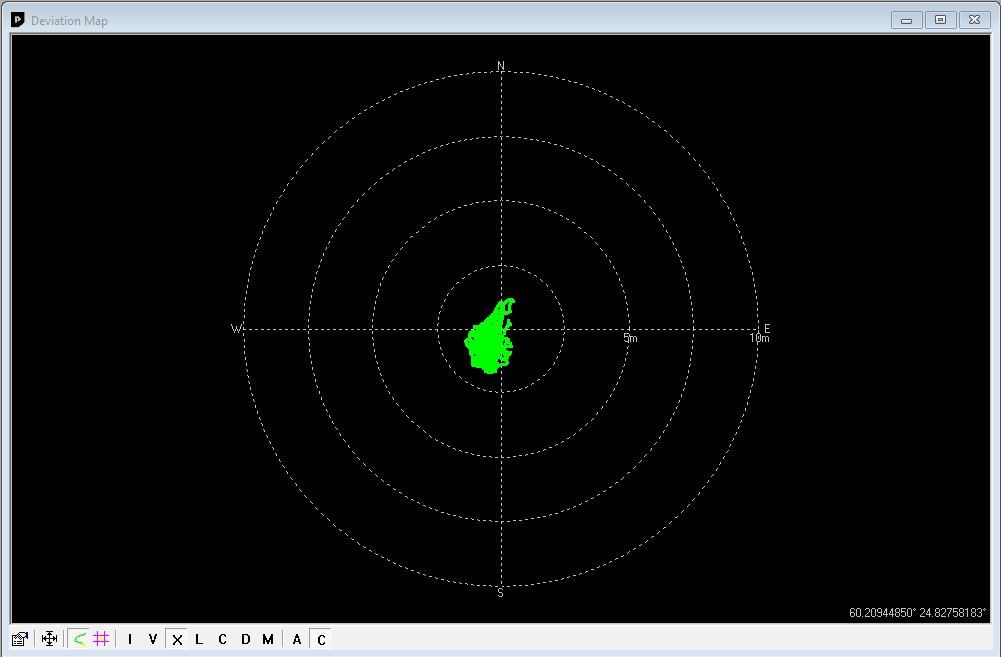 P Deviation Map
N
W E
5m 10m
S
60.20944850° 24.82758183°
I V X L C D M A C